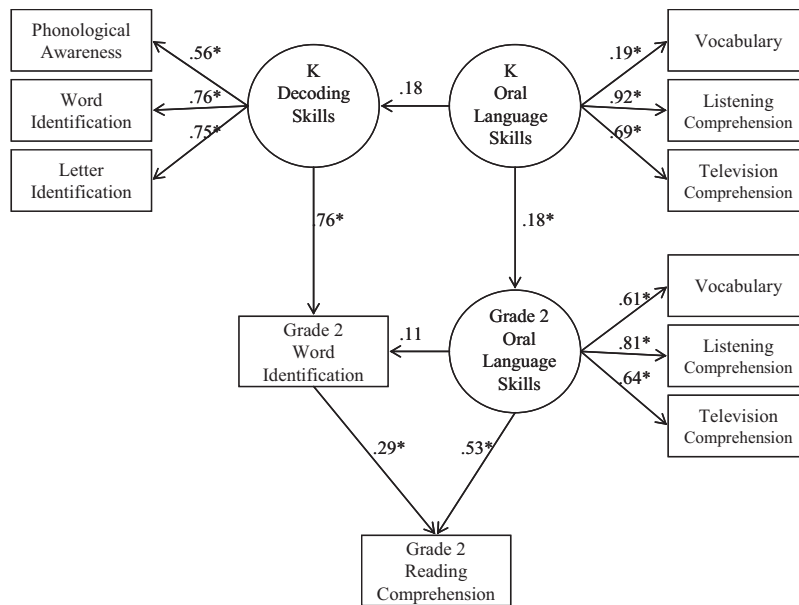 Phonological
Awareness
Word
Identification
Letter
Identification
.56*
.76*
.75*
K
Decoding
Skills
.18
K
Oral
Language
Skills
.19*
.92*
.69*
Vocabulary
Listening
Comprehension
Television
Comprehension
.76*
.18*
Grade 2
Word
Identification
.11
Grade 2
Oral
Language
Skills
.61*
.81*
.64*
Vocabulary
Listening
Comprehension
Television
Comprehension
.29*
.53*
Grade 2
Reading
Comprehension